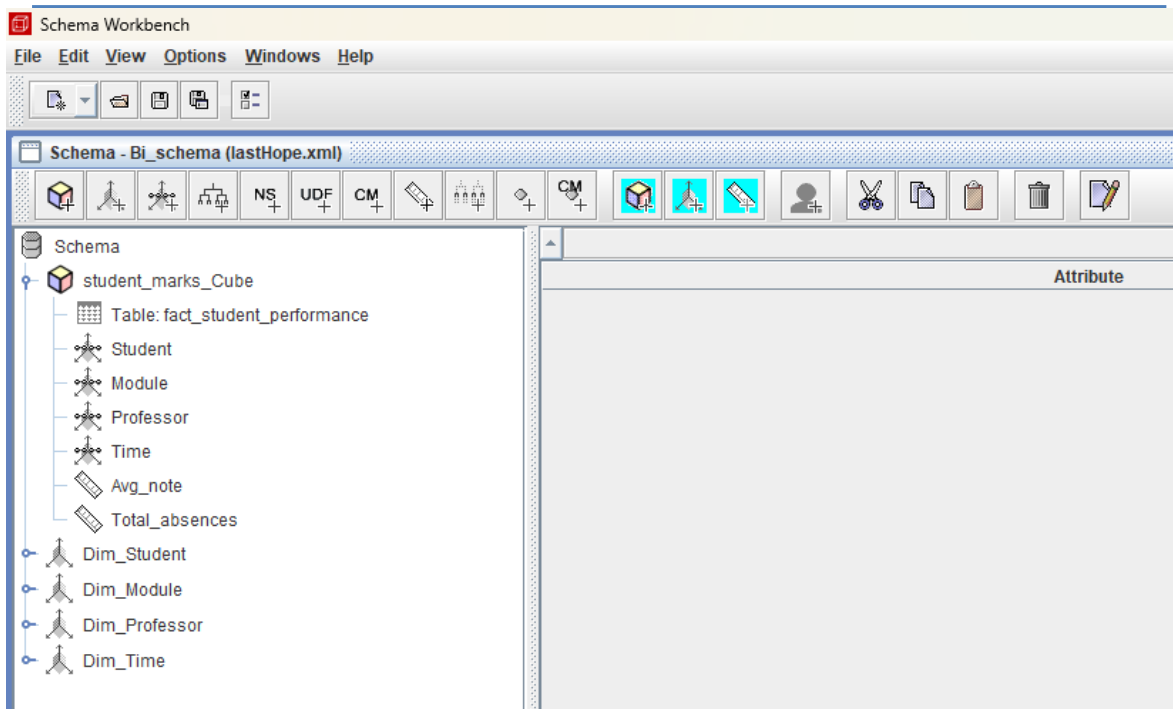 Schema Workbench
File Edit View Options Windows Help
Schema - Bi_schema (lastHope.xml)
NS UDF CM CM
Schema
Attribute
student_marks_Cube
Table: fact_student_performance
Student
Module
Professor
Time
Avg_note
Total_absences
Dim_Student
Dim_Module
Dim_Professor
Dim_Time